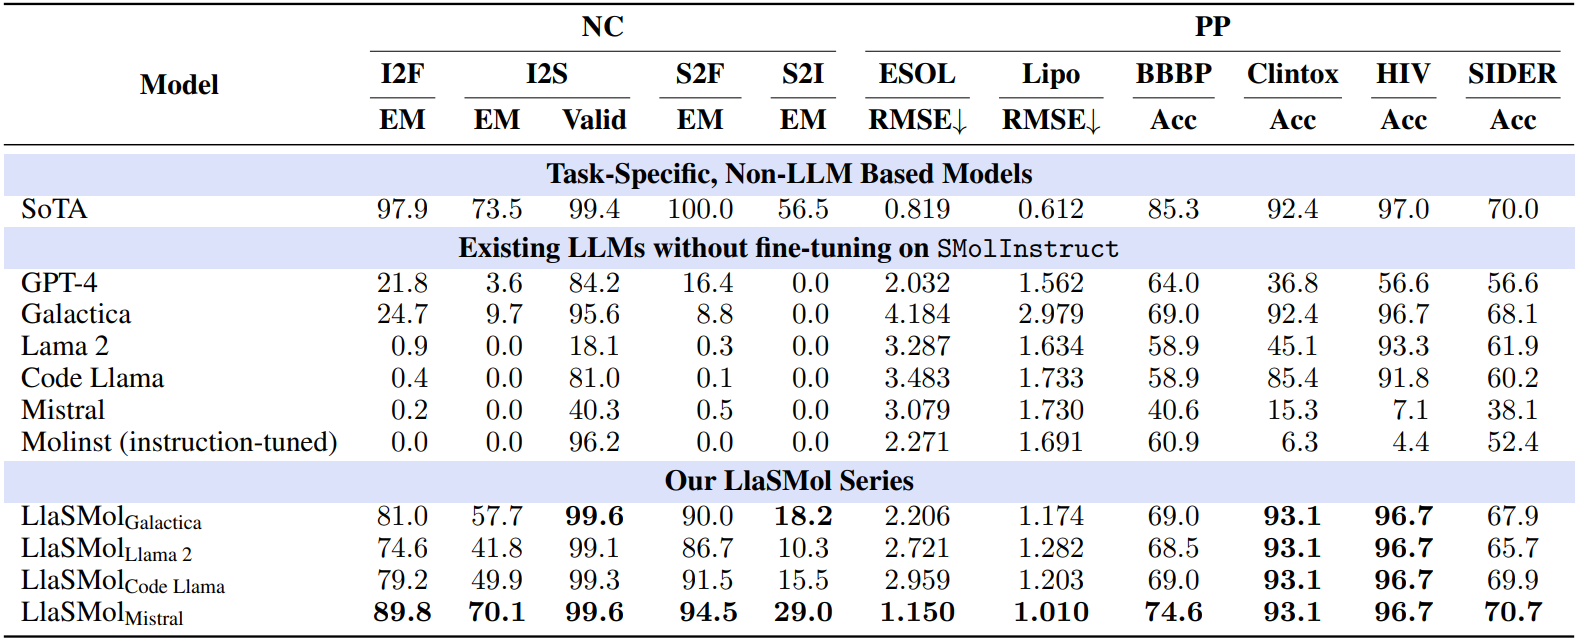 NC PP
Model I2F I2S S2F S2I ESOL Lipo BBBP Clintox HIV SIDER
EM EM Valid EM EM RMSE↓ RMSE↓ Acc Acc Acc Acc
Task-Specific, Non-LLM Based Models
SoTA 97.9 73.5 99.4 100.0 56.5 0.819 0.612 85.3 92.4 97.0 70.0
Existing LLMs without fine-tuning on SMolInstruct
GPT-4 21.8 3.6 84.2 16.4 0.0 2.032 1.562 64.0 36.8 56.6 56.6
Galactica 24.7 9.7 95.6 8.8 0.0 4.184 2.979 69.0 92.4 96.7 68.1
Lama 2 0.9 0.0 18.1 0.3 0.0 3.287 1.634 58.9 45.1 93.3 61.9
Code Llama 0.4 0.0 81.0 0.1 0.0 3.483 1.733 58.9 85.4 91.8 60.2
Mistral 0.2 0.0 40.3 0.5 0.0 3.079 1.730 40.6 15.3 7.1 38.1
Molinst (instruction-tuned) 0.0 0.0 96.2 0.0 0.0 2.271 1.691 60.9 6.3 4.4 52.4
Our LlaSMol Series
LlaSMol Galactica 81.0 57.7 99.6 90.0 18.2 2.206 1.174 69.0 93.1 96.7 67.9
LlaSMol Llama 2 74.6 41.8 99.1 86.7 10.3 2.721 1.282 68.5 93.1 96.7 65.7
LlaSMol Code Llama 79.2 49.9 99.3 91.5 15.5 2.959 1.203 69.0 93.1 96.7 69.9
LlaSMol Mistral 89.8 70.1 99.6 94.5 29.0 1.150 1.010 74.6 93.1 96.7 70.7